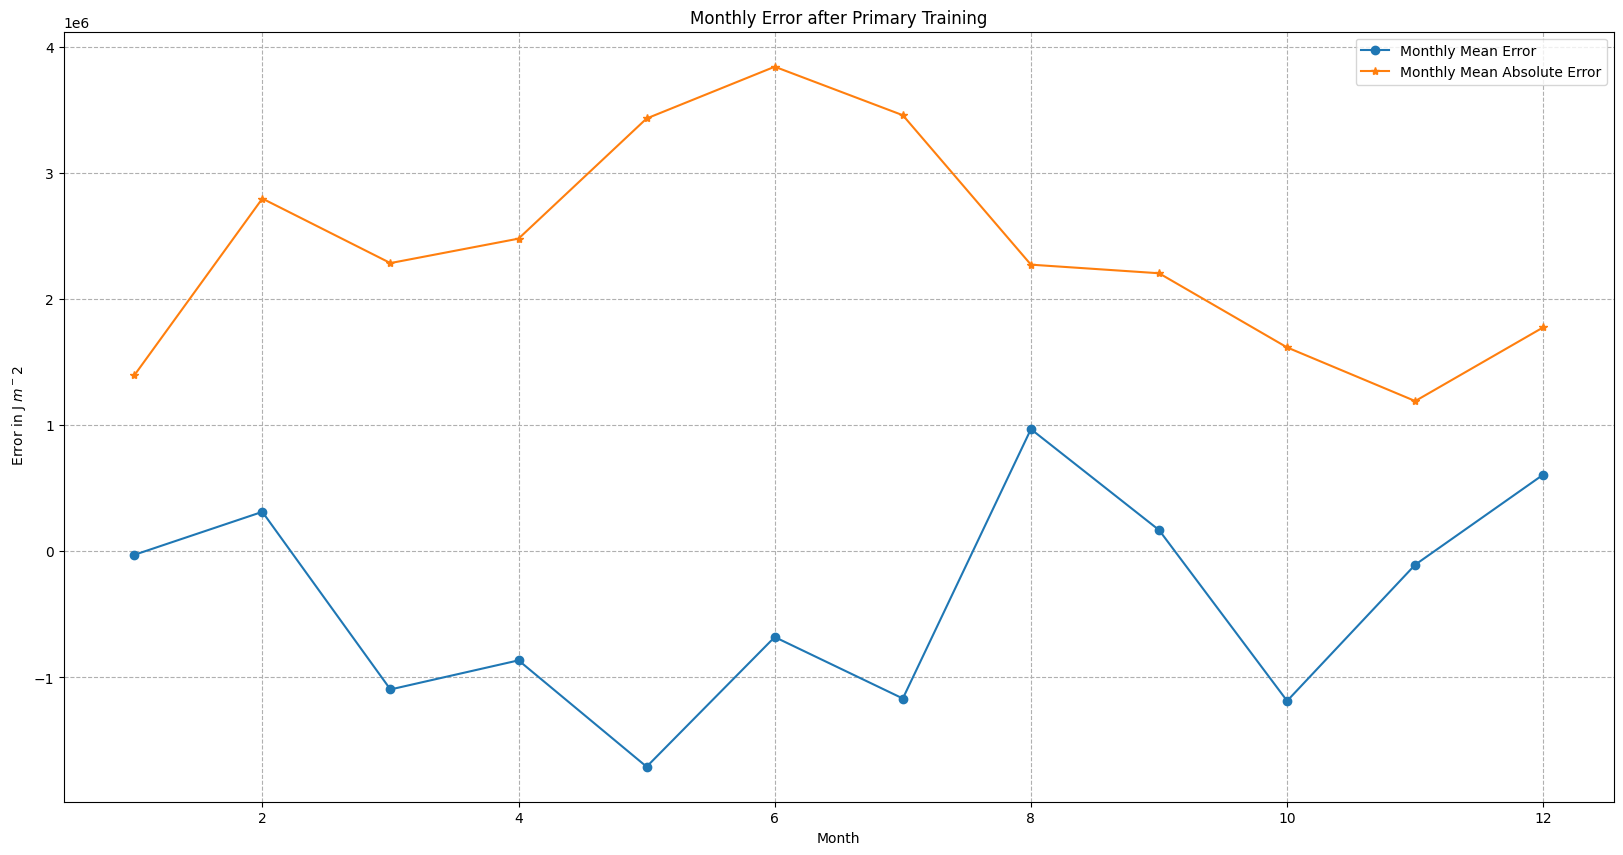 Monthly Error after Primary Training
1e6
Monthly Mean Error
Monthly Mean Absolute Error
4
3
2
1
0
−1
Error in J m⁻2
2
4
6
8
10
12
Month